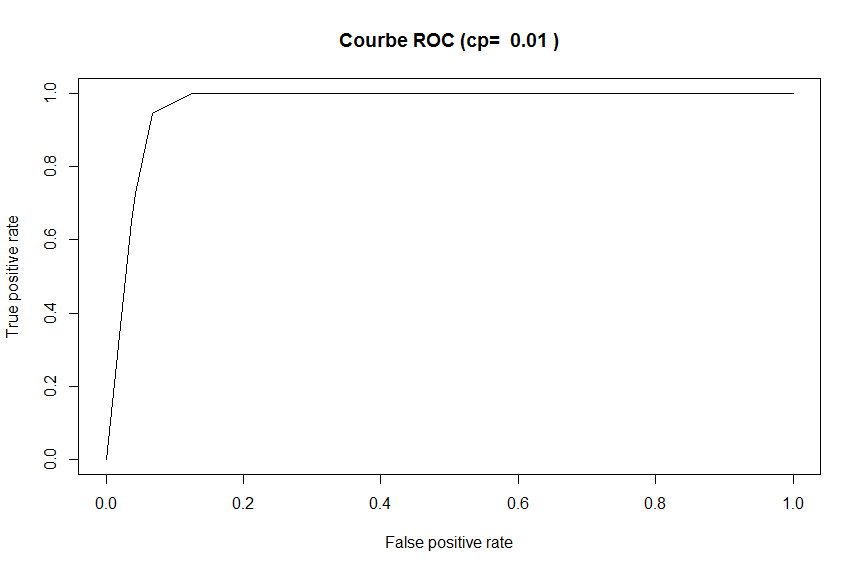 Courbe ROC (cp=  0.01 )
True positive rate
1.0
0.8
0.6
0.4
0.2
0.0
0.0 0.2 0.4 0.6 0.8 1.0
False positive rate